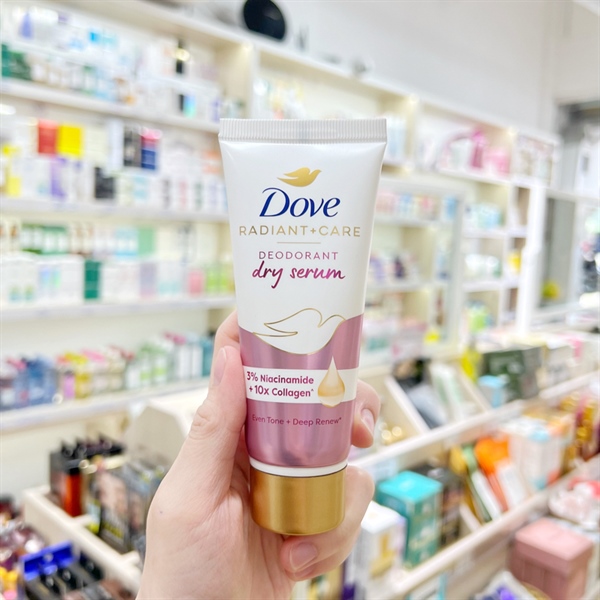 Dove
RADIANT+CARE
DEODORANT
dry serum
3% Niacinamide
+ 10x Collagen*
Even Tone + Deep Renew*